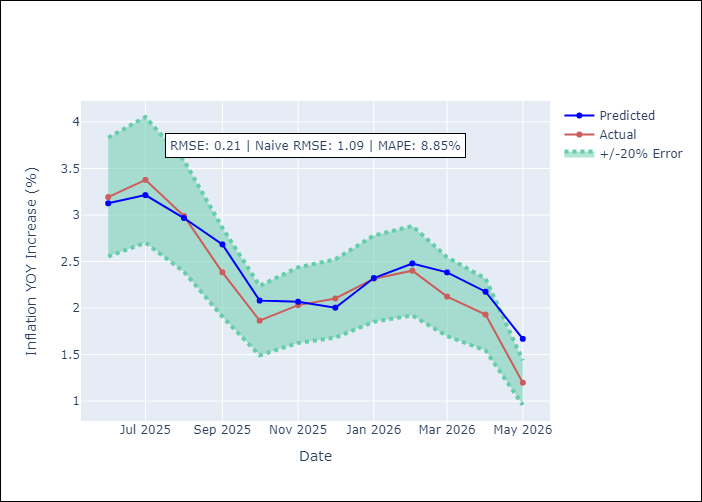 RMSE: 0.21 | Naive RMSE: 1.09 | MAPE: 8.85%
Predicted
Actual
+/-20% Error
Inflation YOY Increase (%)
4
3.5
3
2.5
2
1.5
1
Jul 2025
Sep 2025
Nov 2025
Jan 2026
Mar 2026
May 2026
Date